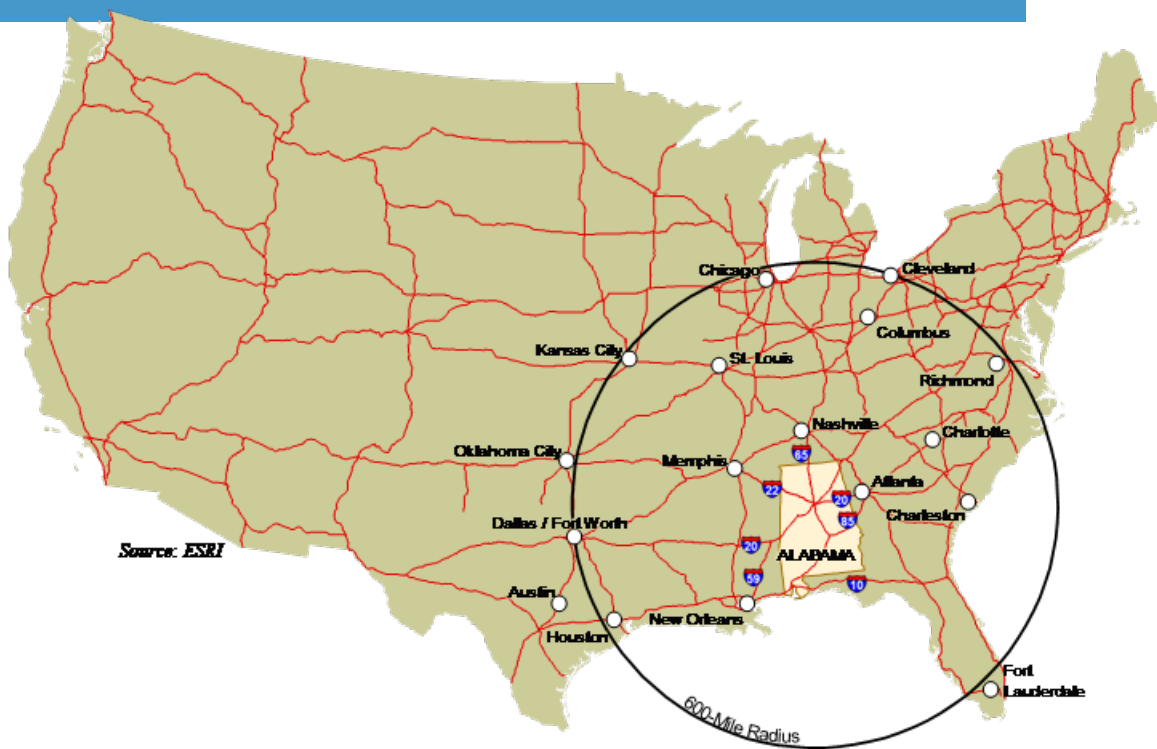 Chicago
Cleveland
Columbus
Kansas City
St. Louis
Richmond
Nashville
Charlotte
65
Oklahoma City
Memphis
Atlanta
22
20
Charleston
85
Dallas / Fort Worth
Source: ESRI
20
ALABAMA
59
10
Austin
New Orleans
Houston
Fort
Lauderdale
600-Mile Radius